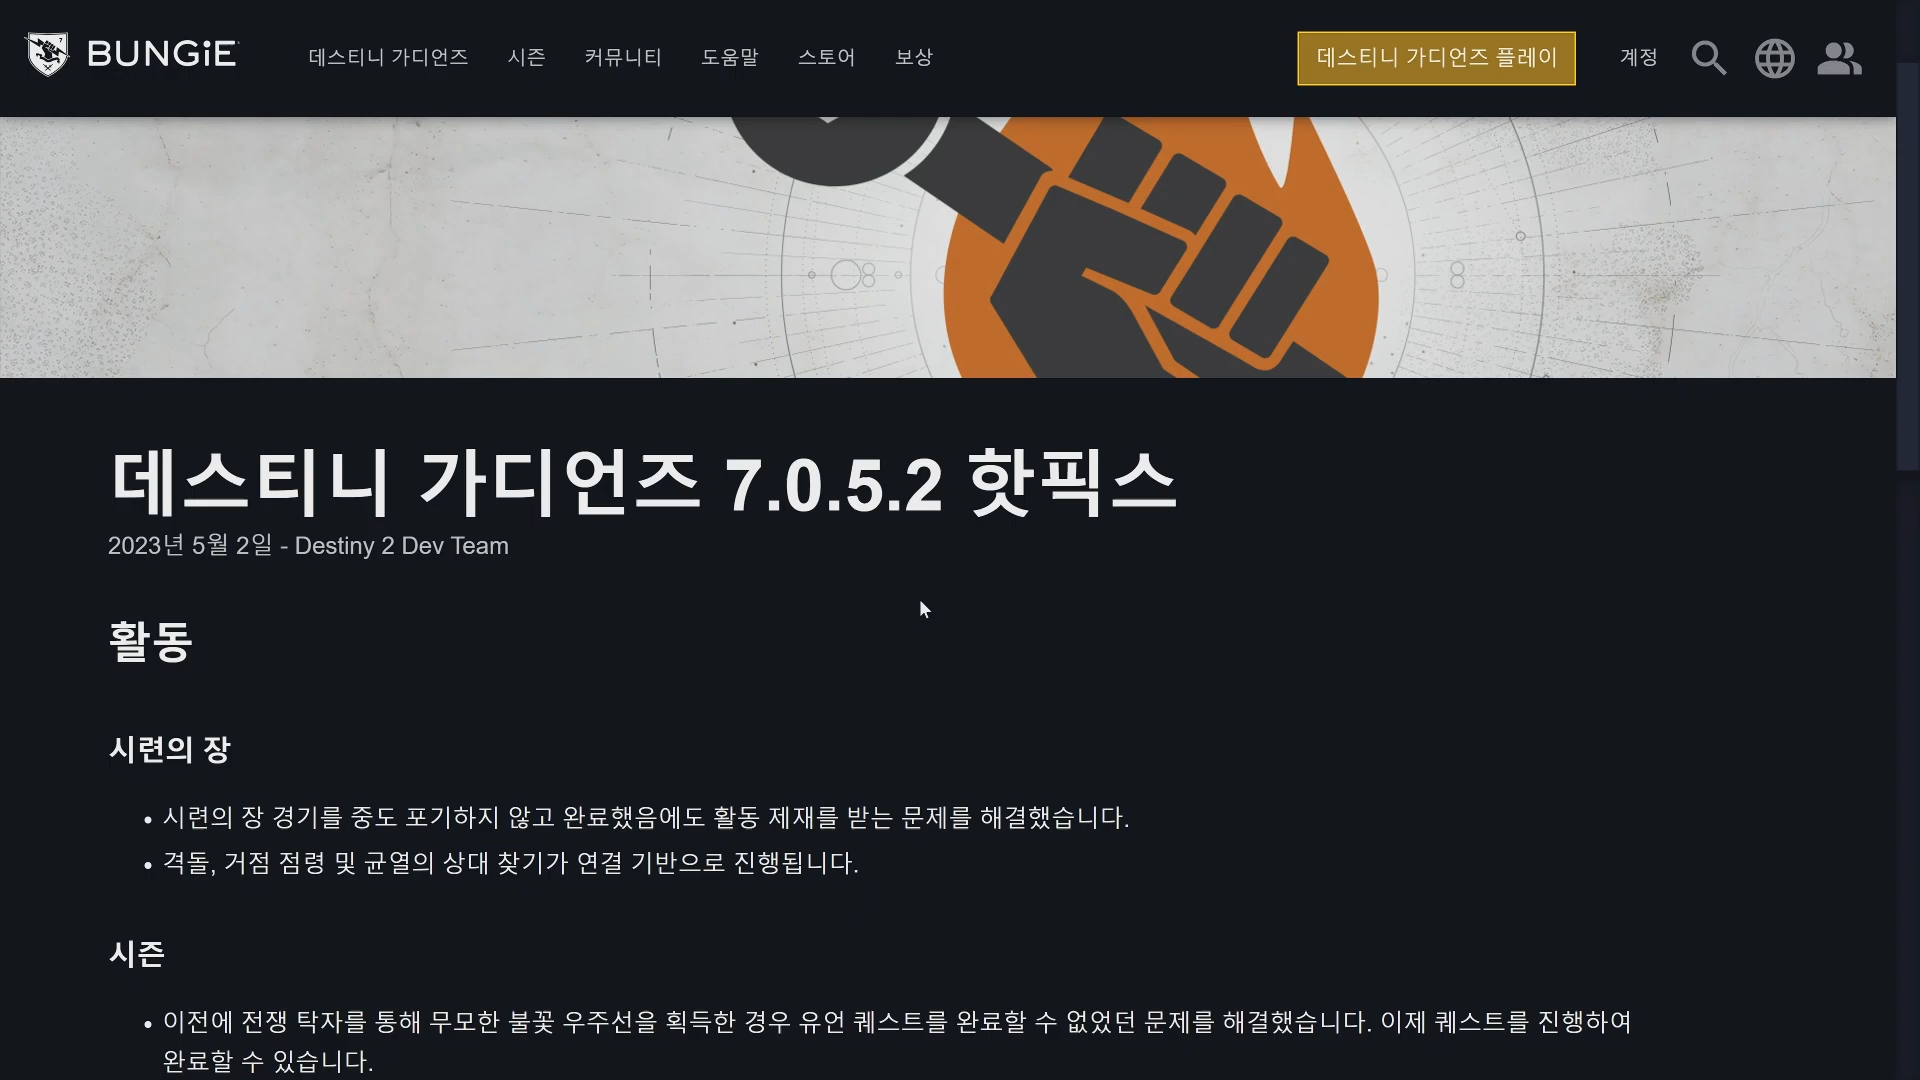 BUNGiE 데스티니 가디언즈 시즌 커뮤니티 도움말 스토어 보상 데스티니 가디언즈 플레이 계정
데스티니 가디언즈 7.0.5.2 핫픽스
2023년 5월 2일 - Destiny 2 Dev Team
활동
시련의 장
• 시련의 장 경기를 중도 포기하지 않고 완료했음에도 활동 제재를 받는 문제를 해결했습니다.
• 격돌, 거점 점령 및 균열의 상대 찾기가 연결 기반으로 진행됩니다.
시즌
• 이전에 전쟁 탁자를 통해 무모한 불꽃 우주선을 획득한 경우 유언 퀘스트를 완료할 수 없었던 문제를 해결했습니다. 이제 퀘스트를 진행하여
완료할 수 있습니다.